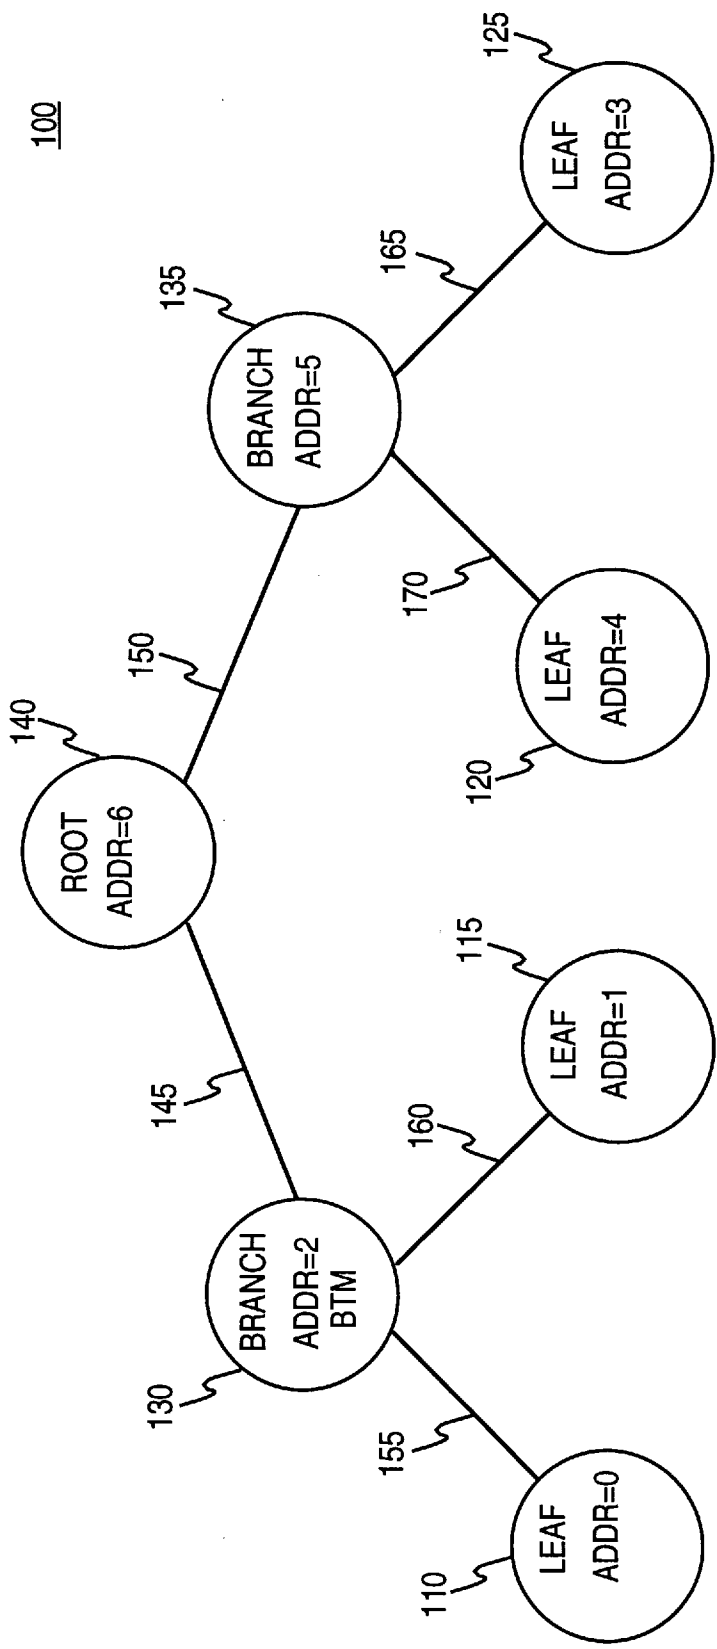 100
140
ROOT
ADDR=6
145
150
130
BRANCH
ADDR=2
BTM
135
BRANCH
ADDR=5
155
160
170
165
110
LEAF
ADDR=0
115
LEAF
ADDR=1
120
LEAF
ADDR=4
125
LEAF
ADDR=3